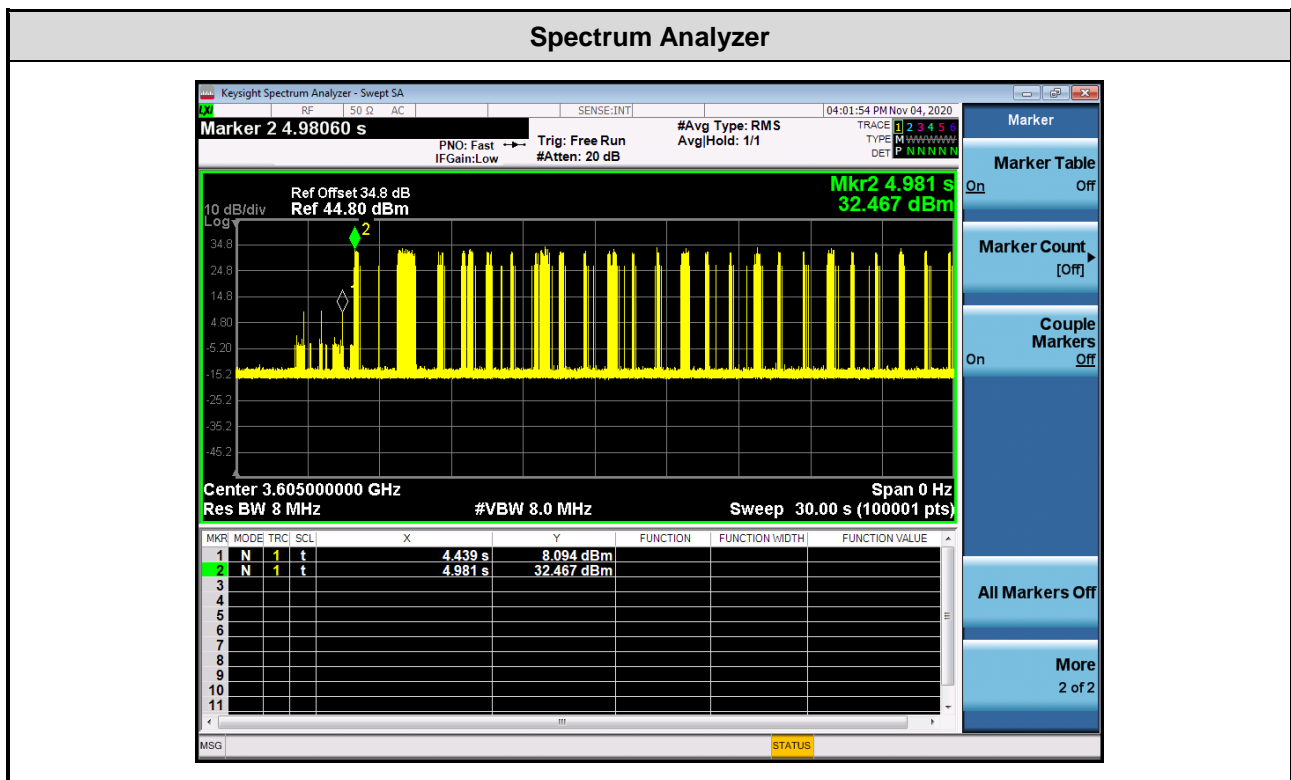 Spectrum Analyzer
Keysight Spectrum Analyzer - Swept SA
LXI RF 50 Ω AC SENSE:INT 04:01:54 PM Nov 04, 2020
Marker 2 4.98060 s
PNO: Fast
IFGain:Low
Trig: Free Run
#Atten: 20 dB
#Avg Type: RMS
Avg|Hold: 1/1
TRACE 1 2 3 4 5 6
TYPE M WWWWW
DET P N N N N N
Ref Offset 34.8 dB
10 dB/div Ref 44.80 dBm
Log
Mkr2 4.981 s
32.467 dBm
2
34.8
24.8
14.8
4.80
-5.20
-15.2
-25.2
-35.2
-45.2
Center 3.605000000 GHz Span 0 Hz
Res BW 8 MHz #VBW 8.0 MHz Sweep 30.00 s (100001 pts)
MKR MODE TRC SCL X Y FUNCTION FUNCTION WIDTH FUNCTION VALUE
1 N 1 t 4.439 s 8.094 dBm
2 N 1 t 4.981 s 32.467 dBm
3
4
5
6
7
8
9
10
11
MSG STATUS
Marker
Marker Table
On Off
Marker Count
[Off]
Couple
Markers
On Off
All Markers Off
More
2 of 2